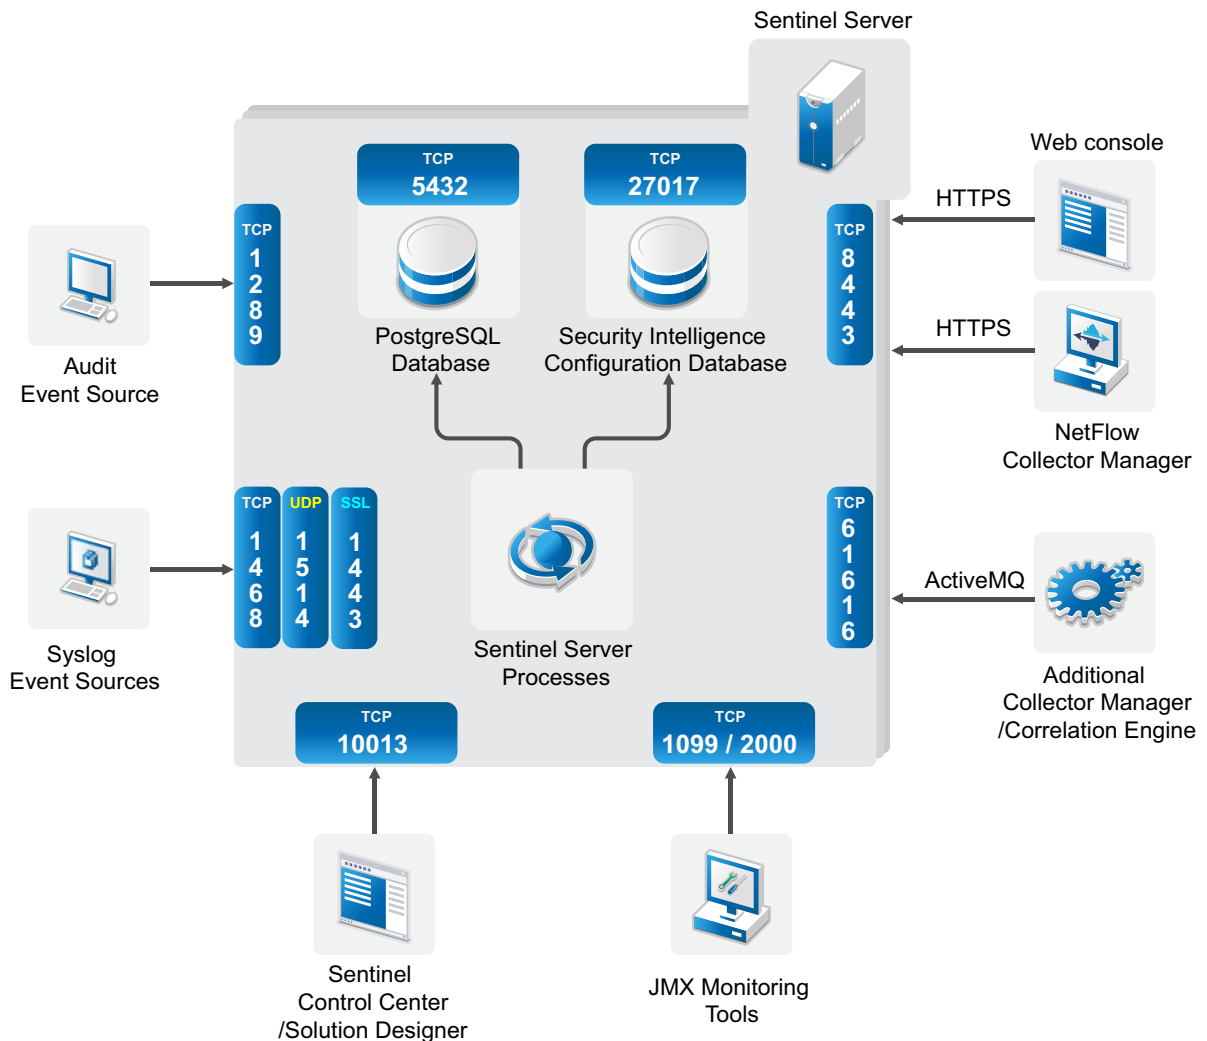 Sentinel Server
TCP
5432
TCP
27017
Web console
HTTPS
TCP
1
2
8
9
TCP
8
4
4
3
HTTPS
PostgreSQL
Database
Security Intelligence
Configuration Database
Audit
Event Source
NetFlow
Collector Manager
TCP
1
4
6
8
UDP
1
5
1
4
SSL
1
4
4
3
TCP
6
1
6
1
6
ActiveMQ
Syslog
Event Sources
Sentinel Server
Processes
Additional
Collector Manager
/Correlation Engine
TCP
10013
TCP
1099 / 2000
Sentinel
Control Center
/Solution Designer
JMX Monitoring
Tools